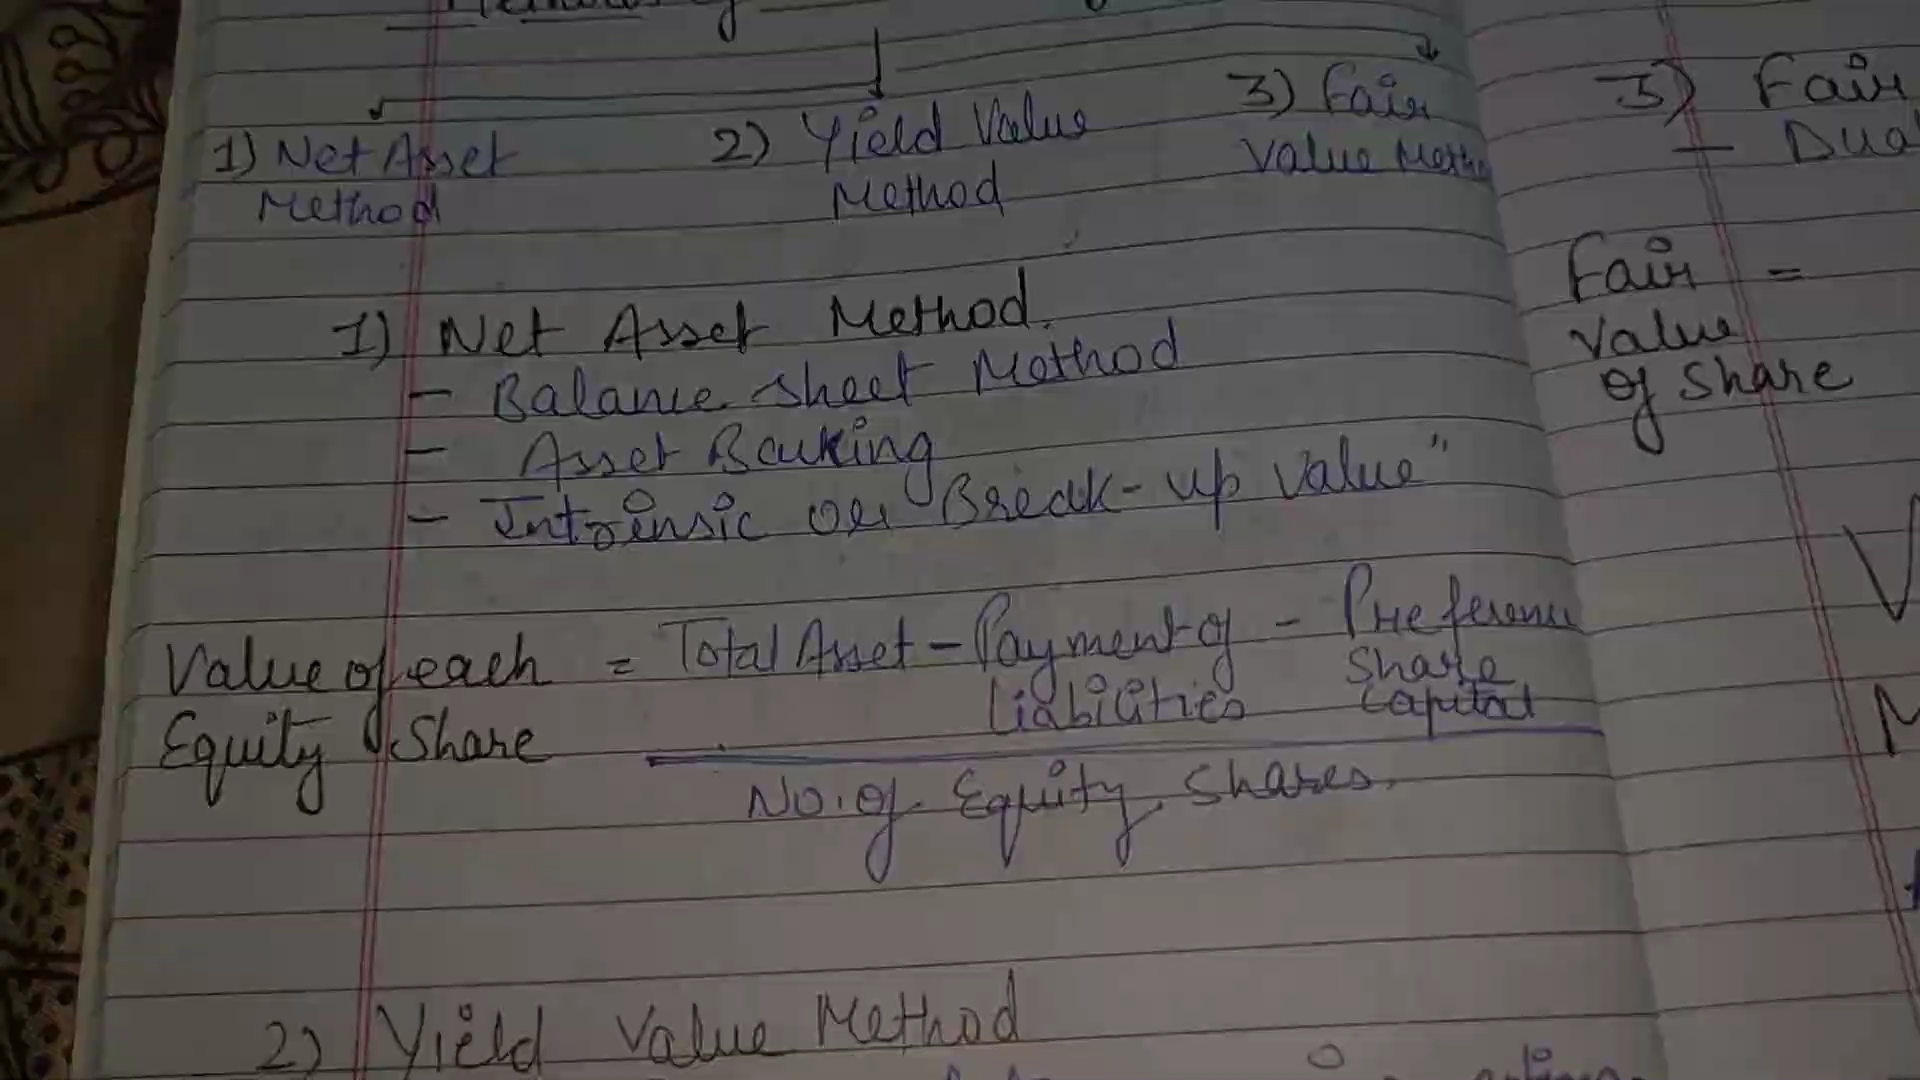 1) Net Asset
Method
2) Yield Value
Method
3) Fair
Value Metho
1) Net Asset Method.
- Balance sheet Method
- Asset Backing
- Intrinsic or "Break-up Value"
Value of each = Total Asset - Payment of - Preference
Liabilities Share
Equity Share Capital
No. of Equity Shares.
2) Yield Value Method
3) Fair
- Dual
Fair =
Value
of Share